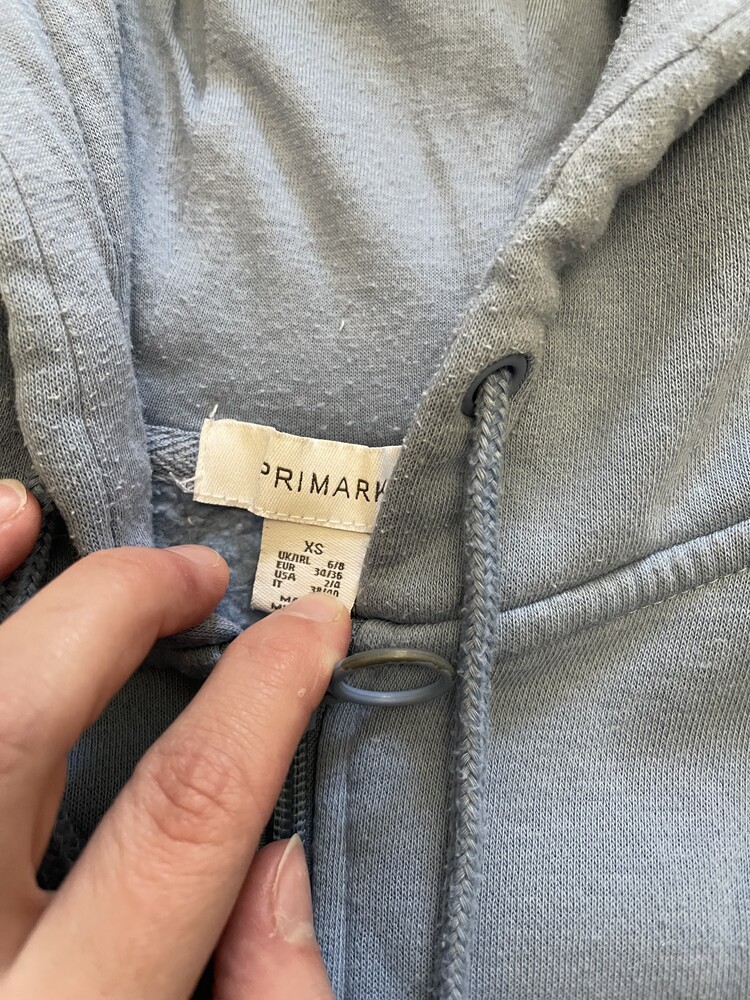 PRIMARK
XS
UK/IRL 6/8
EUR 34/36
USA 2/4
IT 38/40